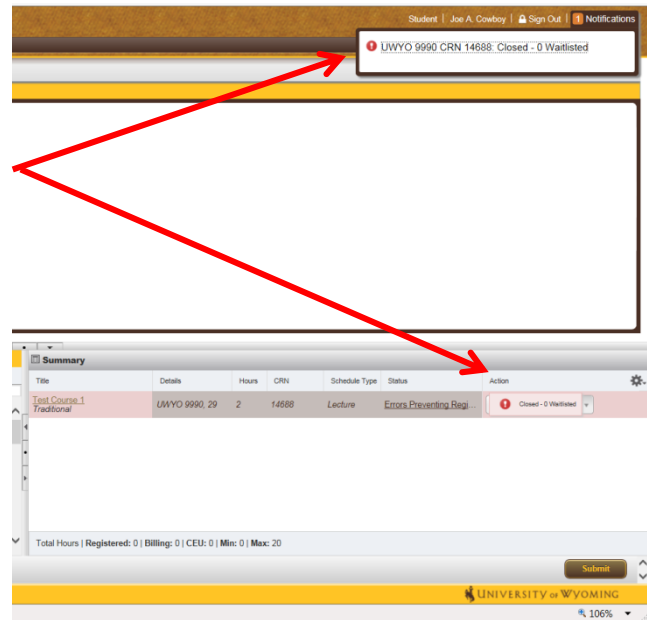 Student | Joe A. Cowboy | Sign Out | 1 Notifications
UWYO 9990 CRN 14688: Closed - 0 Waitlisted
Summary
Title Details Hours CRN Schedule Type Status Action
Test Course 1 UWYO 9990, 29 2 14688 Lecture Errors Preventing Regi... Closed - 0 Waitlisted
Traditional
Total Hours | Registered: 0 | Billing: 0 | CEU: 0 | Min: 0 | Max: 20
Submit
UNIVERSITY OF WYOMING
106%